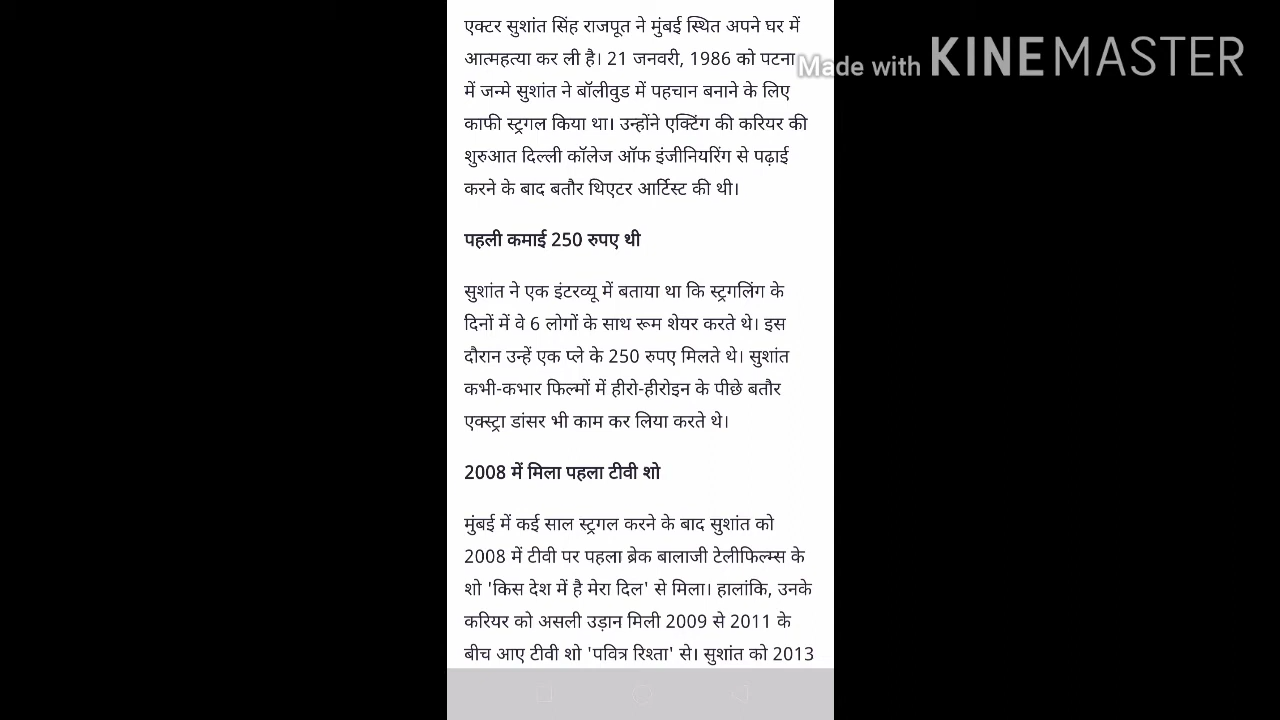 एक्टर सुशांत सिंह राजपूत ने मुंबई स्थित अपने घर में
आत्महत्या कर ली है। 21 जनवरी, 1986 को पटना
Made with KINEMASTER
में जन्मे सुशांत ने बॉलीवुड में पहचान बनाने के लिए
काफी स्ट्रगल किया था। उन्होंने एक्टिंग की करियर की
शुरुआत दिल्ली कॉलेज ऑफ इंजीनियरिंग से पढ़ाई
करने के बाद बतौर थिएटर आर्टिस्ट की थी।
पहली कमाई 250 रुपए थी
सुशांत ने एक इंटरव्यू में बताया था कि स्ट्रगलिंग के
दिनों में वे 6 लोगों के साथ रूम शेयर करते थे। इस
दौरान उन्हें एक प्ले के 250 रुपए मिलते थे। सुशांत
कभी-कभार फिल्मों में हीरो-हीरोइन के पीछे बतौर
एक्स्ट्रा डांसर भी काम कर लिया करते थे।
2008 में मिला पहला टीवी शो
मुंबई में कई साल स्ट्रगल करने के बाद सुशांत को
2008 में टीवी पर पहला ब्रेक बालाजी टेलीफिल्म्स के
शो 'किस देश में है मेरा दिल' से मिला। हालांकि, उनके
करियर को असली उड़ान मिली 2009 से 2011 के
बीच आए टीवी शो 'पवित्र रिश्ता' से। सुशांत को 2013